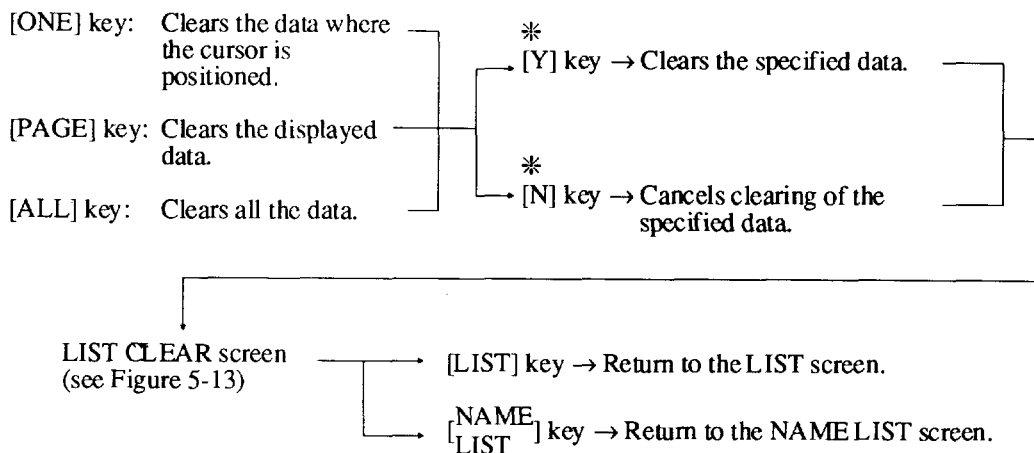 [ONE] key: Clears the data where
the cursor is
positioned.
[PAGE] key: Clears the displayed
data.
[ALL] key: Clears all the data.
※
[Y] key → Clears the specified data.
※
[N] key → Cancels clearing of the
specified data.
LIST CLEAR screen
(see Figure 5-13)
[LIST] key → Return to the LIST screen.
[NAME
LIST] key → Return to the NAME LIST screen.